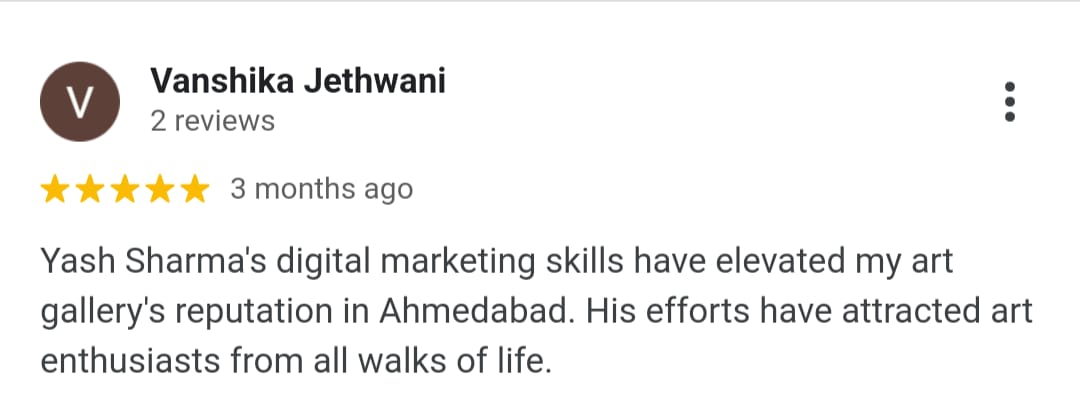 V
Vanshika Jethwani
2 reviews
3 months ago
Yash Sharma's digital marketing skills have elevated my art
gallery's reputation in Ahmedabad. His efforts have attracted art
enthusiasts from all walks of life.